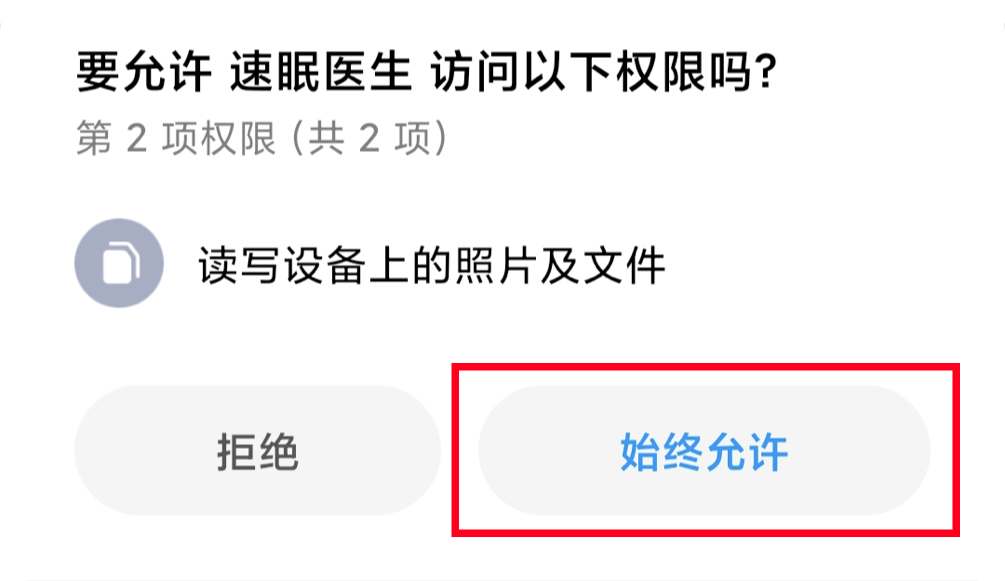 要允许 速眠医生 访问以下权限吗?
第 2 项权限 (共 2 项)
读写设备上的照片及文件
拒绝
始终允许